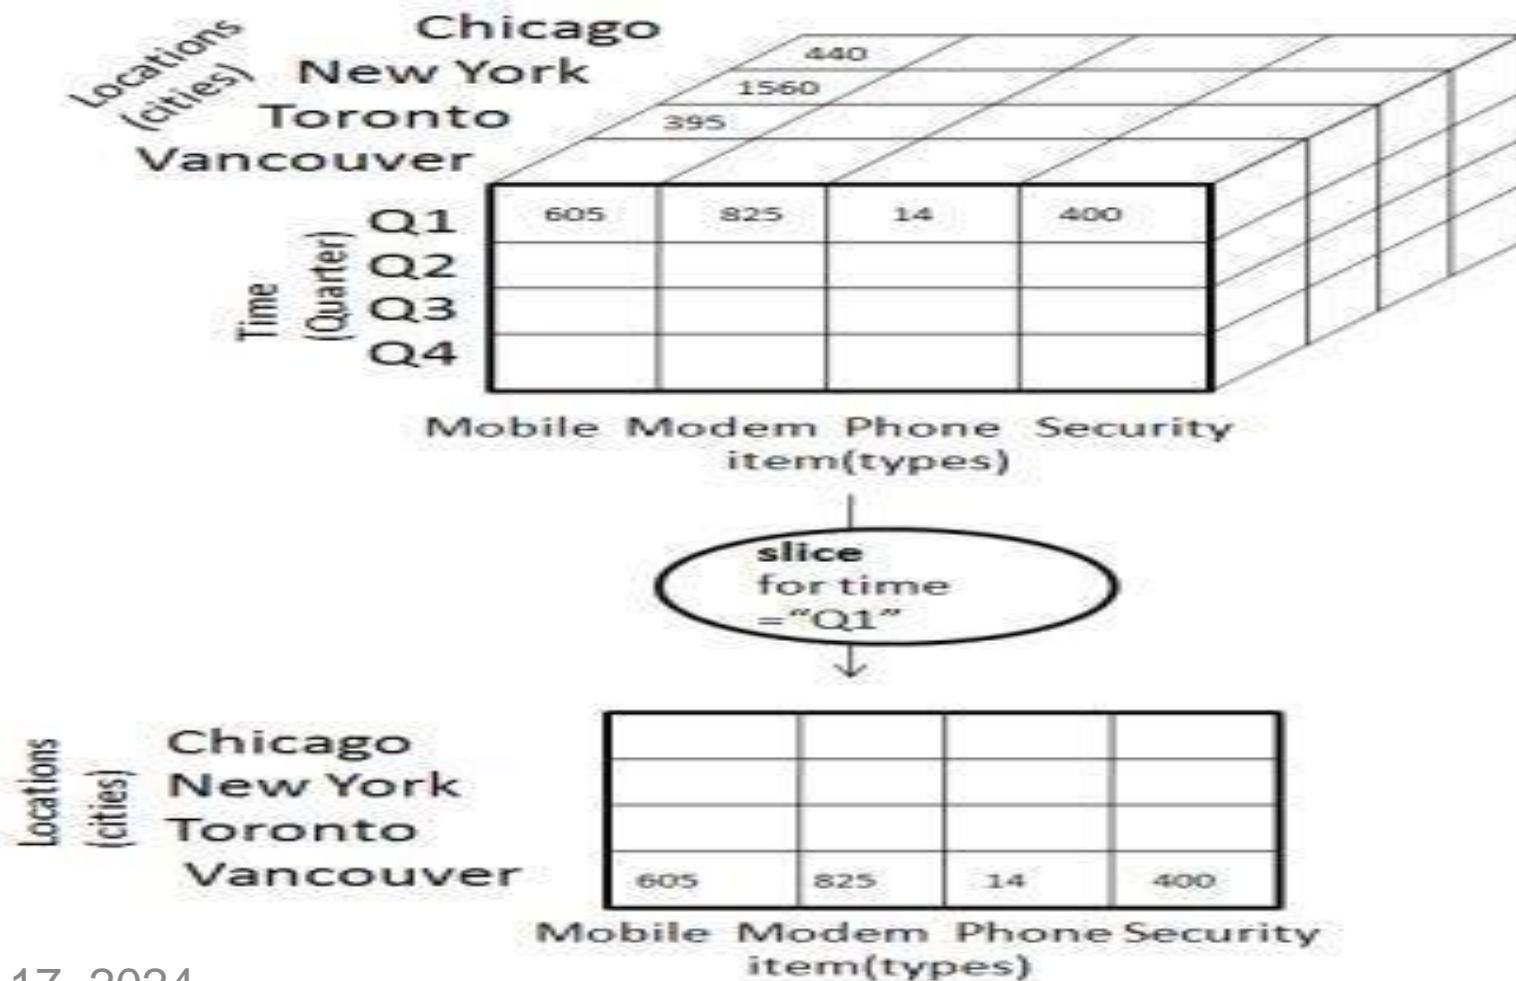 Locations
(cities)
Chicago
New York
Toronto
Vancouver
440
1560
395
Time
(Quarter)
Q1 605 825 14 400
Q2
Q3
Q4
Mobile Modem Phone Security
item(types)
slice
for time
="Q1"
Locations
(cities)
Chicago
New York
Toronto
Vancouver 605 825 14 400
Mobile Modem Phone Security
item(types)
17, 2024